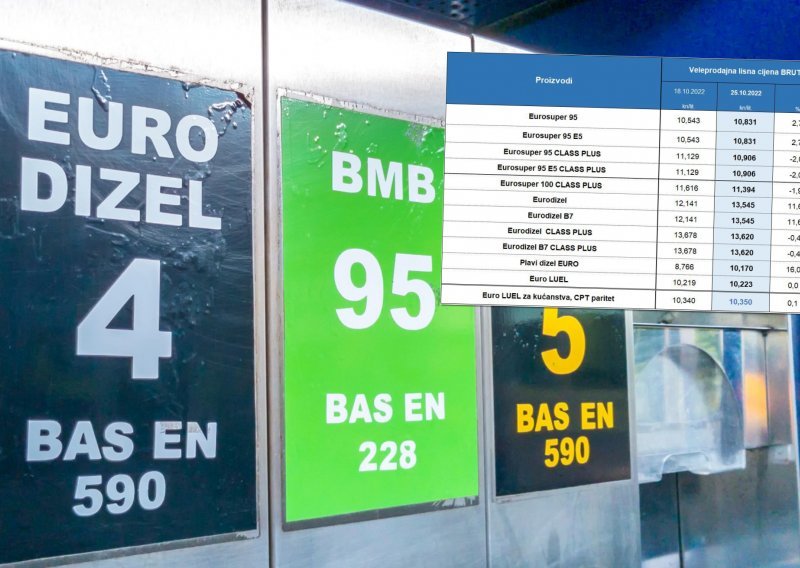 EURO
DIZEL
4
BAS EN
590
BMB
95
BAS EN
228
5
BAS EN
590
Proizvodi Veleprodajna lisna cijena
18.10.2022 25.10.2022
kn/lit kn/lit
Eurosuper 95 10,543 10,831
Eurosuper 95 E5 10,543 10,831
Eurosuper 95 CLASS PLUS 11,129 10,906
Eurosuper 95 E5 CLASS PLUS 11,129 10,906
Eurosuper 100 CLASS PLUS 11,616 11,394
Eurodizel 12,141 13,545
Eurodizel B7 12,141 13,545
Eurodizel CLASS PLUS 13,678 13,620
Eurodizel B7 CLASS PLUS 13,678 13,620
Plavi dizel EURO 8,766 10,170
Euro LUEL 10,219 10,223
Euro LUEL za kućanstva, CPT paritet 10,340 10,350